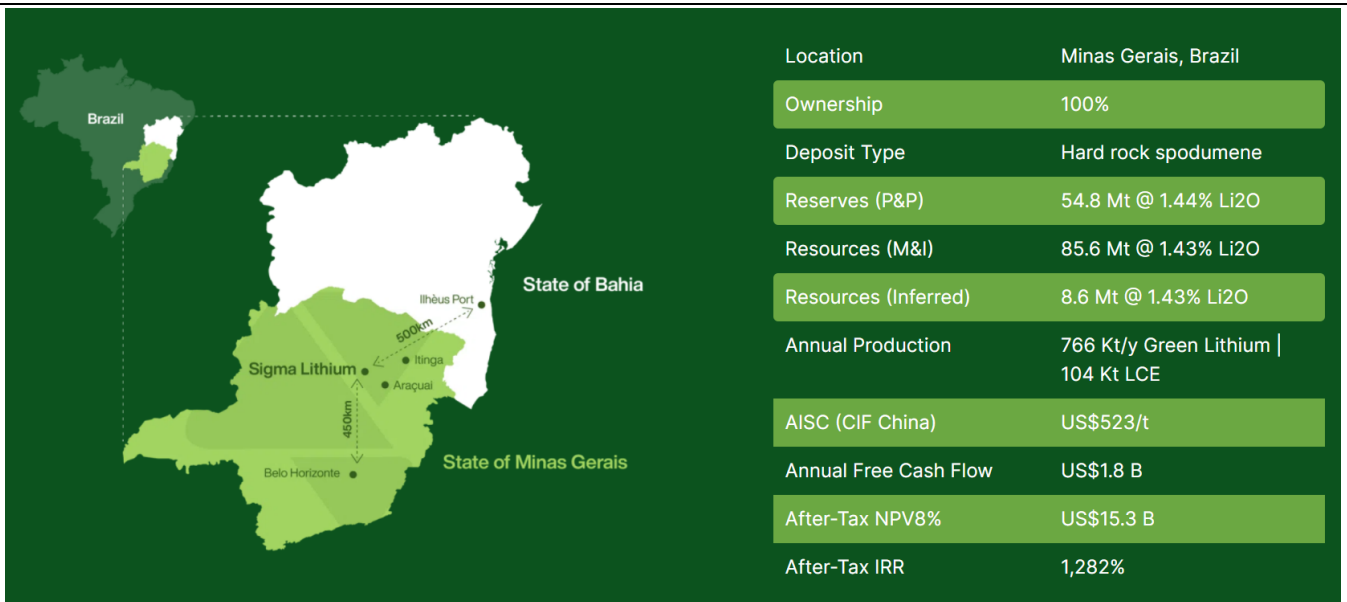 Brazil
State of Bahia
Ilhèus Port
500km
Itinga
Sigma Lithium
Araçuai
450km
State of Minas Gerais
Belo Horizonte
Location Minas Gerais, Brazil
Ownership 100%
Deposit Type Hard rock spodumene
Reserves (P&P) 54.8 Mt @ 1.44% Li2O
Resources (M&I) 85.6 Mt @ 1.43% Li2O
Resources (Inferred) 8.6 Mt @ 1.43% Li2O
Annual Production 766 Kt/y Green Lithium |
104 Kt LCE
AISC (CIF China) US$523/t
Annual Free Cash Flow US$1.8 B
After-Tax NPV8% US$15.3 B
After-Tax IRR 1,282%